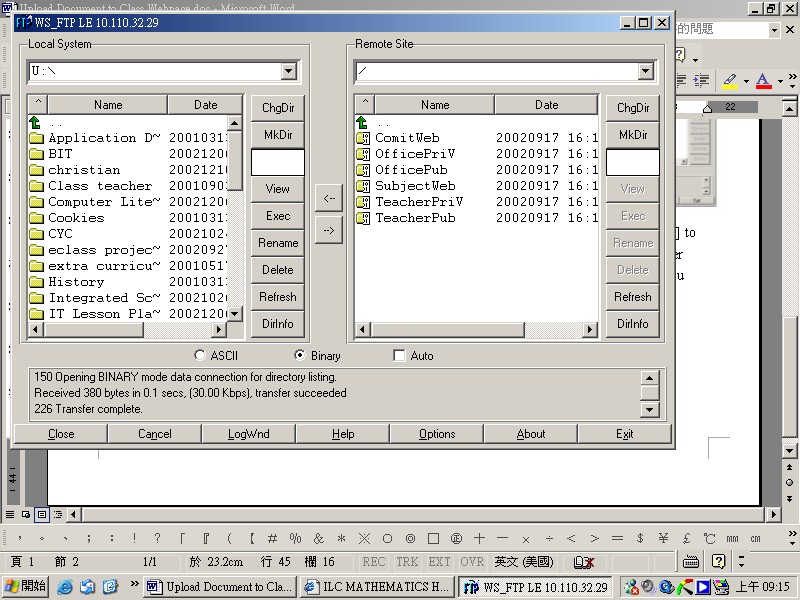 Upload Document to Class Webpage.doc - Microsoft Word
WS_FTP LE 10.110.32.29
的問題
Local System
Remote Site
U:\
/
^ Name Date
ChgDir
^ Name Date
ChgDir
..
..
Application D~ 2001031
MkDir
ComitWeb 20020917 16:1
MkDir
BIT 2002120
OfficePriV 20020917 16:1
christian 2002121
OfficePub 20020917 16:1
Class teacher 2001090
View
SubjectWeb 20020917 16:1
View
Computer Lite~ 2002120
<--
TeacherPriV 20020917 16:1
Cookies 2001031
Exec
TeacherPub 20020917 16:1
Exec
CYC 2002102
-->
eclass projec~ 2002092
Rename
Rename
extra curricu~ 2001051
Delete
Delete
History 2001031
Integrated Sc~ 2002102
Refresh
Refresh
IT Lesson Pla~ 2002120
DirInfo
DirInfo
22
] to
er
u
ASCII Binary Auto
150 Opening BINARY mode data connection for directory listing.
Received 380 bytes in 0.1 secs, (30.00 Kbps), transfer succeeded
226 Transfer complete.
Close Cancel LogWnd Help Options About Exit
44
, 。 、 ; : ! ? 〔 『 ( 【 # % & * ※ ○ ◎ □ ㊣ + - × ÷ < > = $ ¥ £ ℃ mm cm
頁 1 節 2 1/1 於 23.2cm 行 45 欄 16 REC TRK EXT OVR 英文 (美國)
開始 Upload Document to Cla... ILC MATHEMATICS H... WS_FTP LE 10.110.32.29 上午 09:15